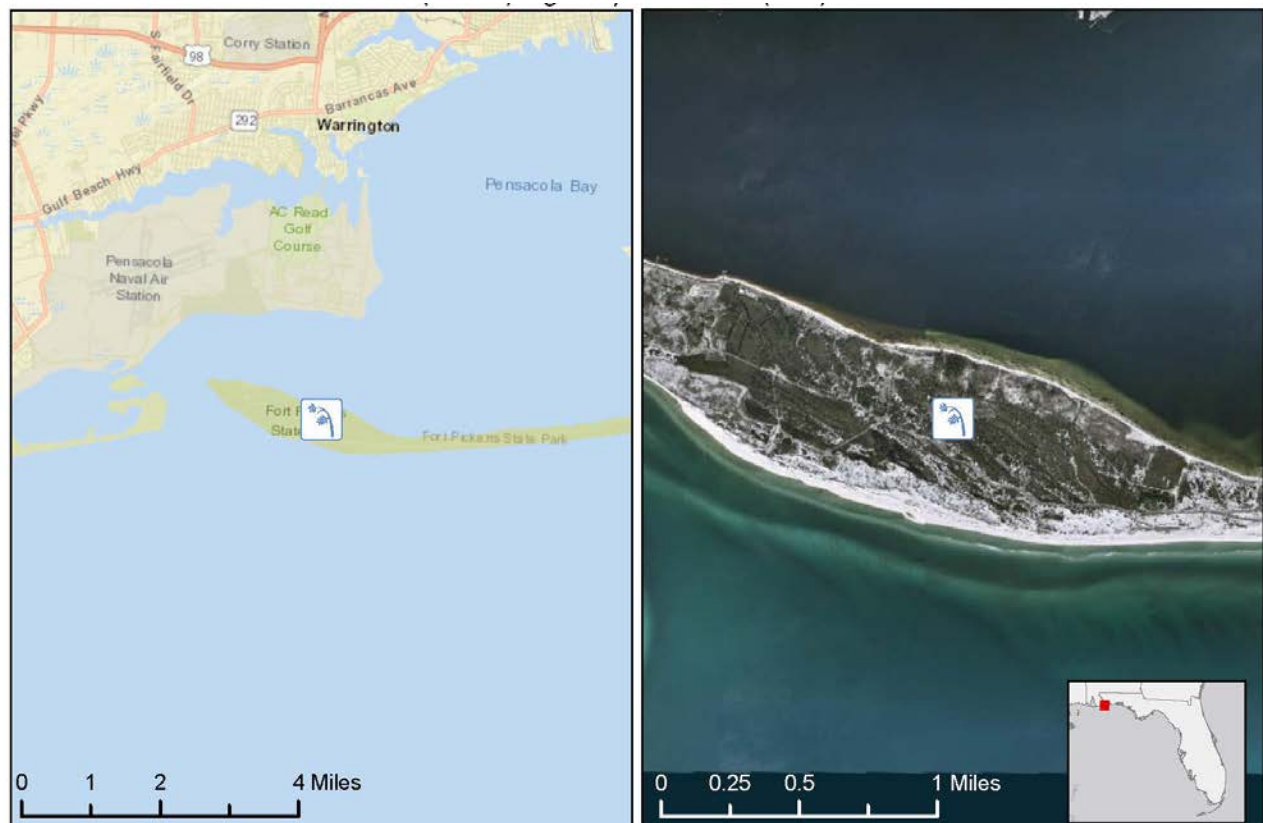 Corry Station
98
S Fairfield Dr
Barrancas Ave
292
Warrington
Pkwy
Gulf Beach Hwy
Pensacola Bay
AC Read
Golf
Course
Pensacola
Naval Air
Station
Fort
State
Fort Pickens State Park
0 1 2 4 Miles
0 0.25 0.5 1 Miles